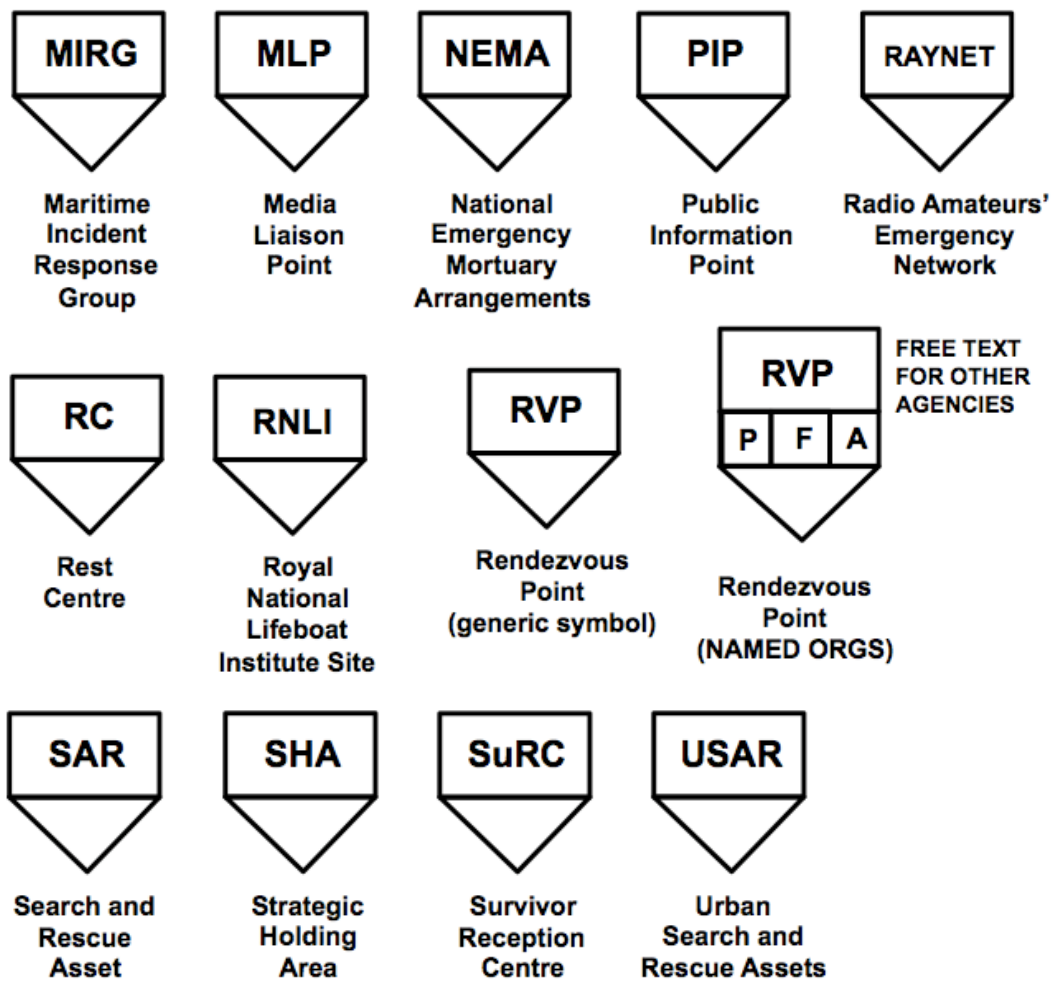 MIRG
MLP
NEMA
PIP
RAYNET
Maritime
Incident
Response
Group
Media
Liaison
Point
National
Emergency
Mortuary
Arrangements
Public
Information
Point
Radio Amateurs’
Emergency
Network
RC
RNLI
RVP
RVP
P F A
FREE TEXT
FOR OTHER
AGENCIES
Rest
Centre
Royal
National
Lifeboat
Institute Site
Rendezvous
Point
(generic symbol)
Rendezvous
Point
(NAMED ORGS)
SAR
SHA
SuRC
USAR
Search and
Rescue
Asset
Strategic
Holding
Area
Survivor
Reception
Centre
Urban
Search and
Rescue Assets